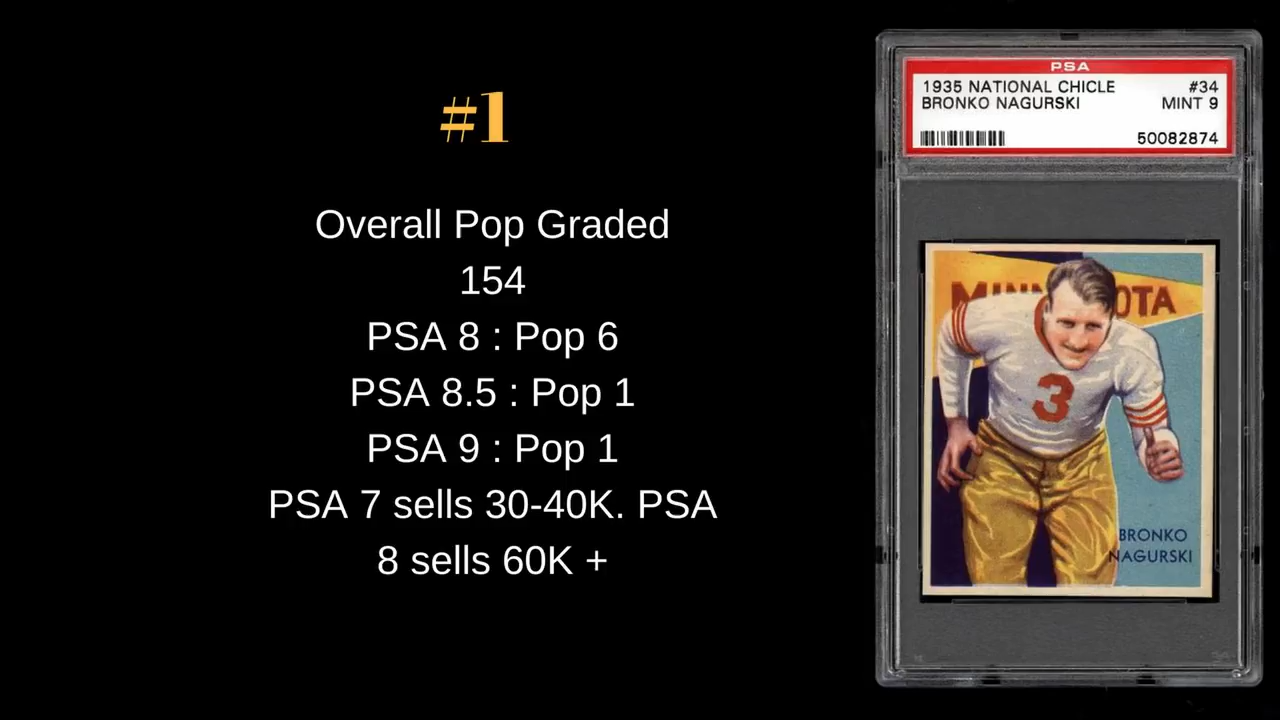 #1
Overall Pop Graded
154
PSA 8 : Pop 6
PSA 8.5 : Pop 1
PSA 9 : Pop 1
PSA 7 sells 30-40K. PSA
8 sells 60K +
PSA
1935 NATIONAL CHICLE #34
BRONKO NAGURSKI MINT 9
50082874
MINN OTA
3
BRONKO
NAGURSKI